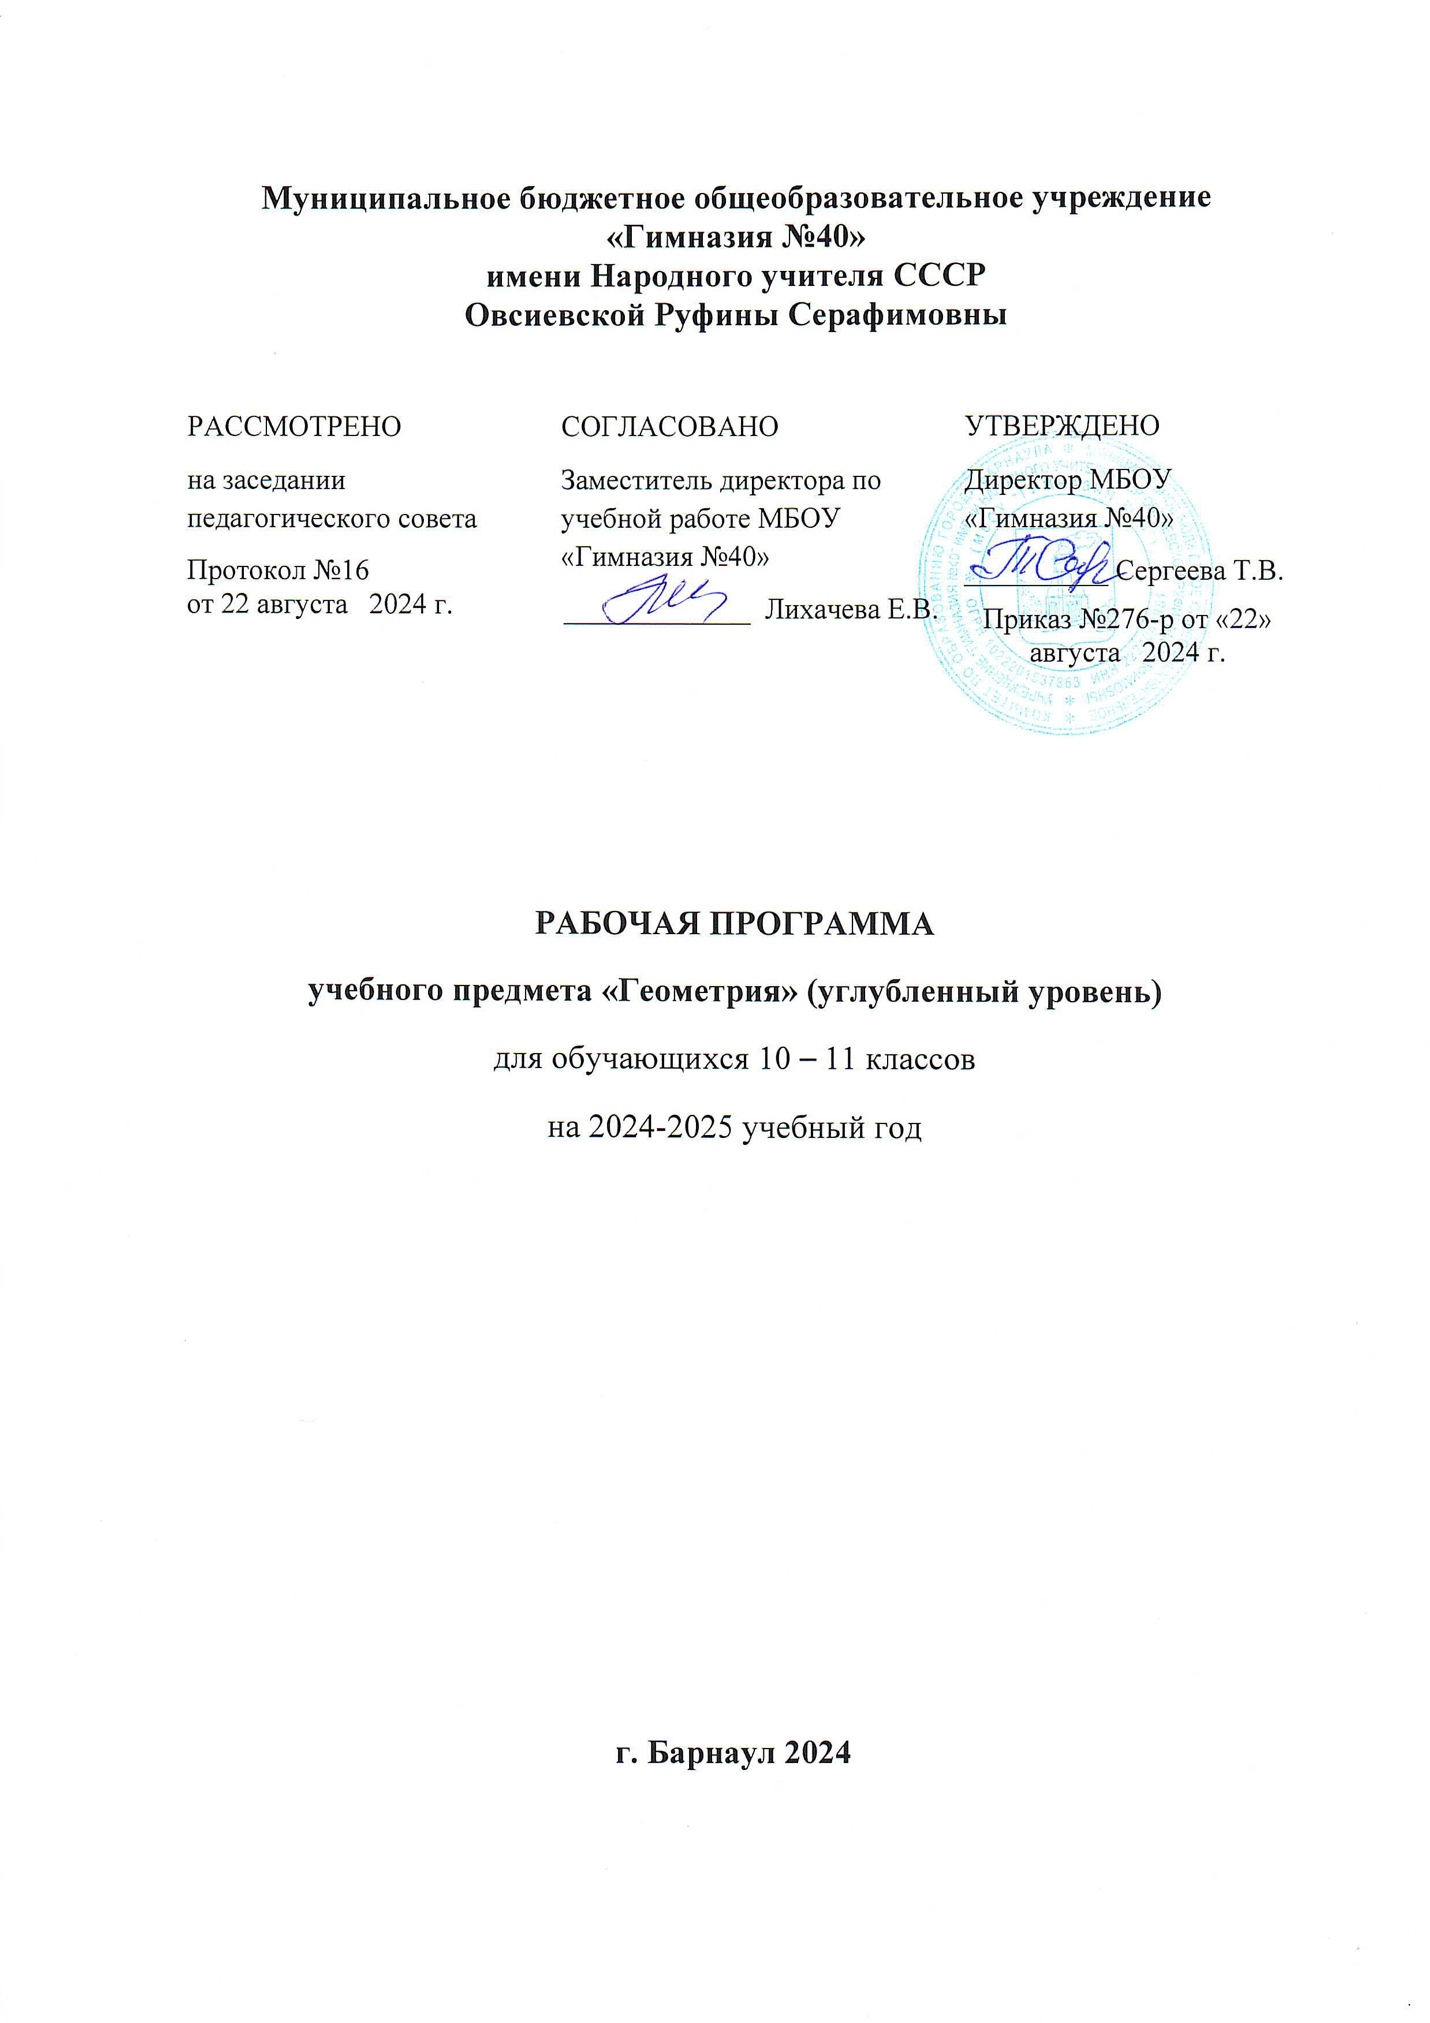 Муниципальное бюджетное общеобразовательное учреждение
«Гимназия №40»
имени Народного учителя СССР
Овсиевской Руфины Серафимовны
РАССМОТРЕНО
на заседании
педагогического совета
Протокол №16
от 22 августа 2024 г.
СОГЛАСОВАНО
Заместитель директора по
учебной работе МБОУ
«Гимназия №40»
Лихачева Е.В.
УТВЕРЖДЕНО
Директор МБОУ
«Гимназия №40»
Сергеева Т.В.
Приказ №276-р от «22»
августа 2024 г.
РАБОЧАЯ ПРОГРАММА
учебного предмета «Геометрия» (углубленный уровень)
для обучающихся 10 – 11 классов
на 2024-2025 учебный год
г. Барнаул 2024